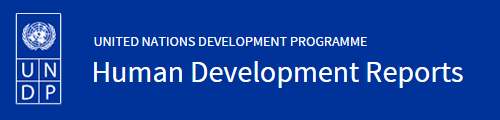 UNITED NATIONS DEVELOPMENT PROGRAMME
Human Development Reports
U N
D P